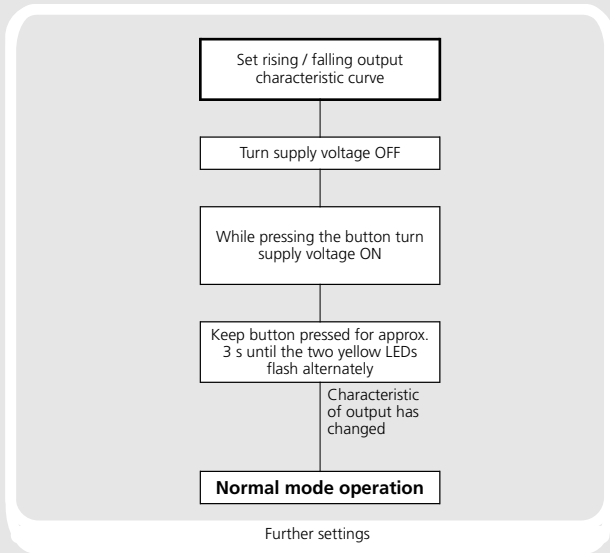 Set rising / falling output
characteristic curve
Turn supply voltage OFF
While pressing the button turn
supply voltage ON
Keep button pressed for approx.
3 s until the two yellow LEDs
flash alternately
Characteristic
of output has
changed
Normal mode operation
Further settings